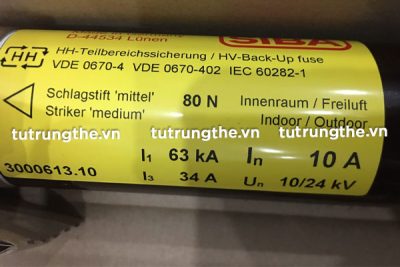 D-44534 Lünen
SIBA
HH
HH-Teilbereichssicherung / HV-Back-Up fuse
VDE 0670-4 VDE 0670-402 IEC 60282-1
Schlagstift 'mittel' 80 N Innenraum / Freiluft
Striker 'medium' Indoor / Outdoor
tutrungthe.vn tutrungthe.vn tutrungthe.vn
I1 63 kA In 10 A
3000613.10 I3 34 A Un 10/24 kV